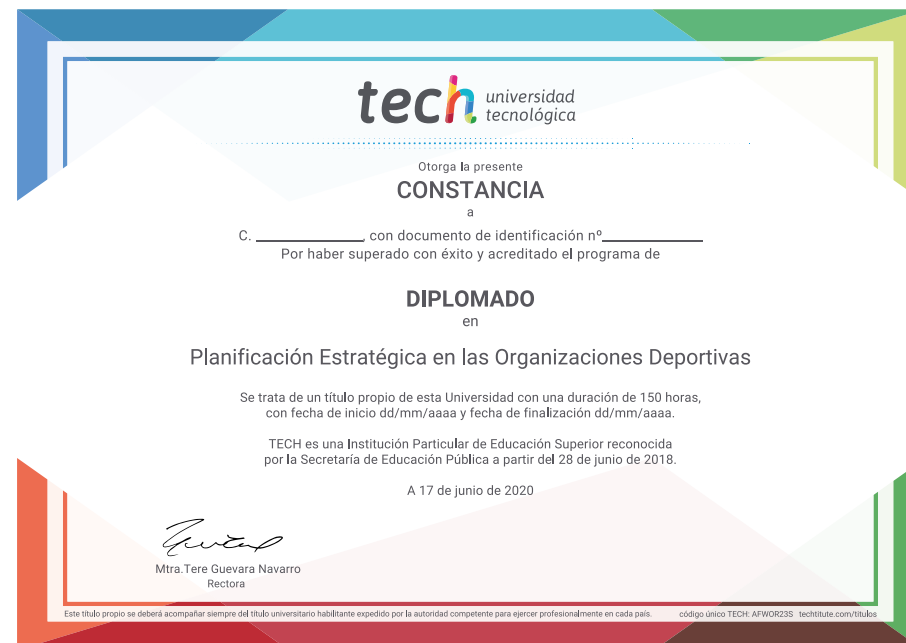 tech universidad
tecnológica
Otorga la presente
CONSTANCIA
a
C. ____________, con documento de identificación nº____________
Por haber superado con éxito y acreditado el programa de
DIPLOMADO
en
Planificación Estratégica en las Organizaciones Deportivas
Se trata de un título propio de esta Universidad con una duración de 150 horas,
con fecha de inicio dd/mm/aaaa y fecha de finalización dd/mm/aaaa.
TECH es una Institución Particular de Educación Superior reconocida
por la Secretaría de Educación Pública a partir del 28 de junio de 2018.
A 17 de junio de 2020
Mtra.Tere Guevara Navarro
Rectora
Este título propio se deberá acompañar siempre del título universitario habilitante expedido por la autoridad competente para ejercer profesionalmente en cada país. código único TECH: AFWOR23S techtitute.com/títulos